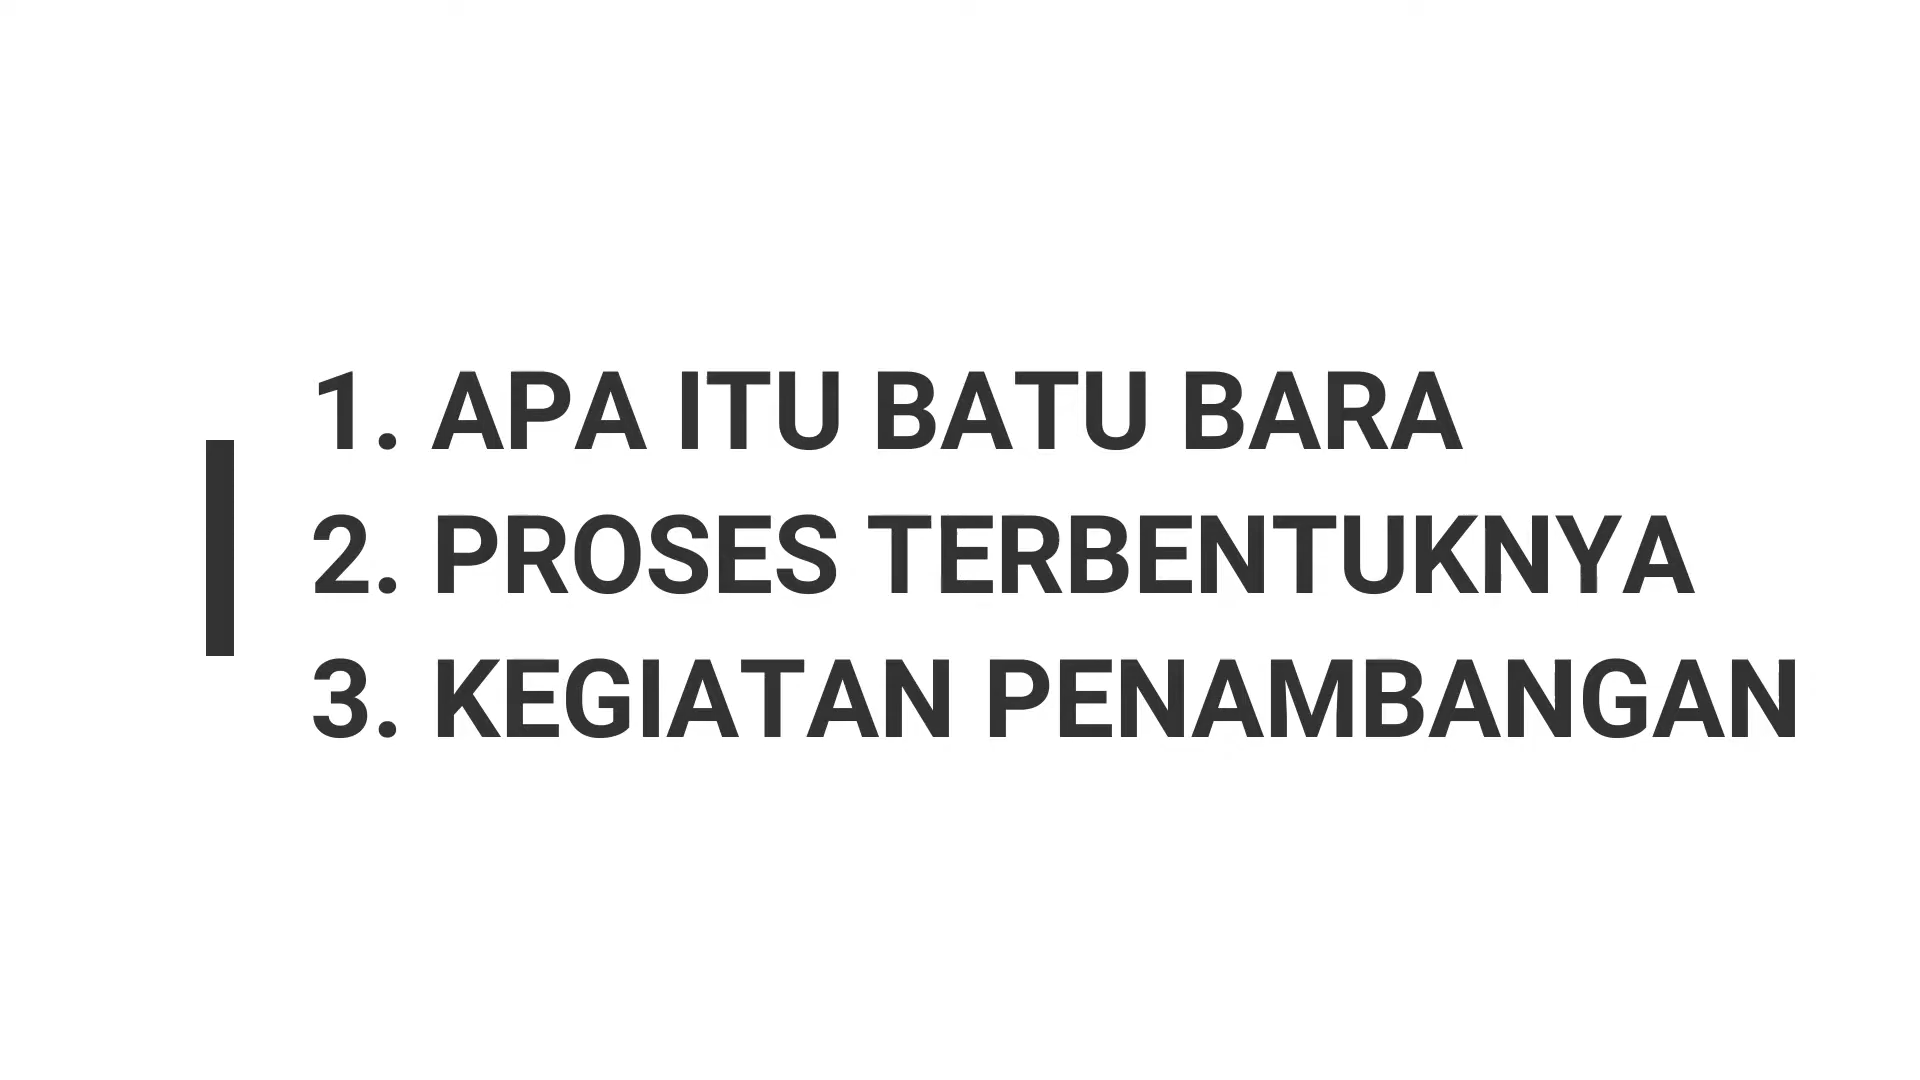 1. APA ITU BATU BARA
2. PROSES TERBENTUKNYA
3. KEGIATAN PENAMBANGAN